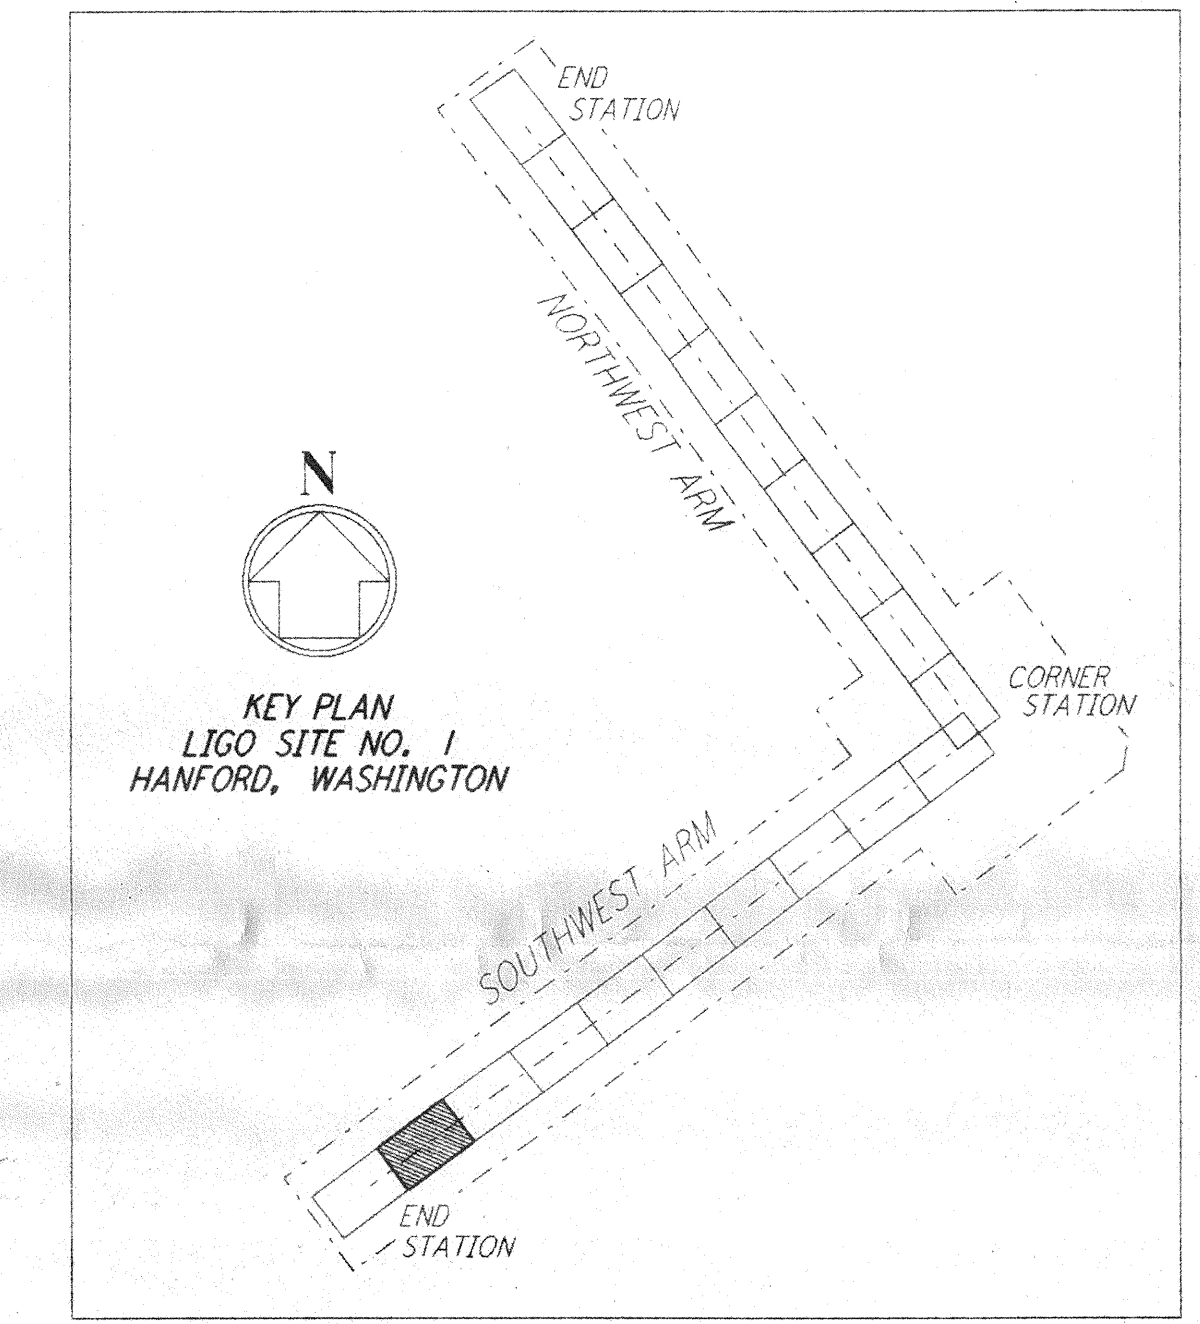 END
STATION
NORTHWEST ARM
N
CORNER
STATION
KEY PLAN
LIGO SITE NO. 1
HANFORD, WASHINGTON
SOUTHWEST ARM
END
STATION